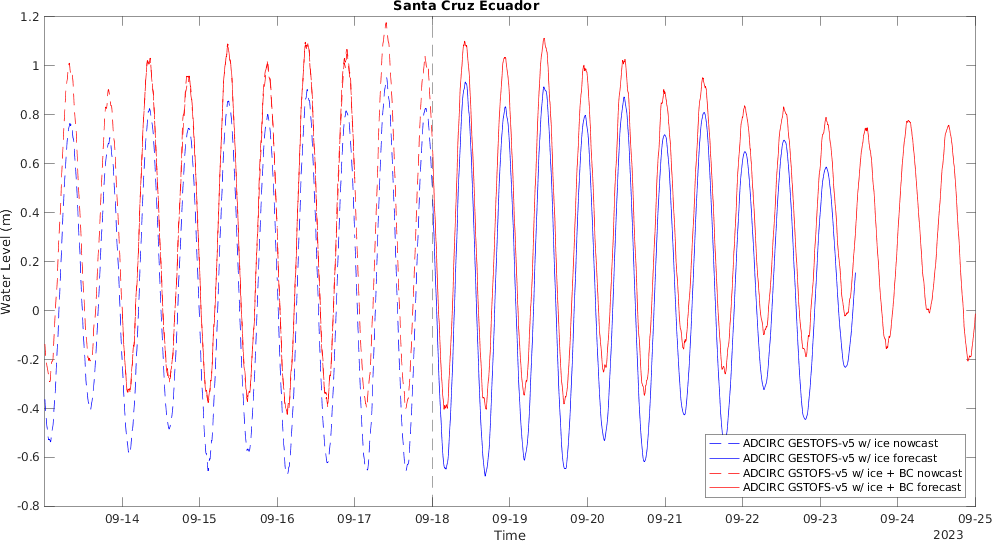 Santa Cruz Ecuador
1.2
1
0.8
0.6
0.4
0.2
0
-0.2
-0.4
-0.6
-0.8
Water Level (m)
ADCIRC GESTOFS-v5 w/ ice nowcast
ADCIRC GESTOFS-v5 w/ ice forecast
ADCIRC GSTOFS-v5 w/ ice + BC nowcast
ADCIRC GSTOFS-v5 w/ ice + BC forecast
09-14 09-15 09-16 09-17 09-18 09-19 09-20 09-21 09-22 09-23 09-24 09-25
Time
2023